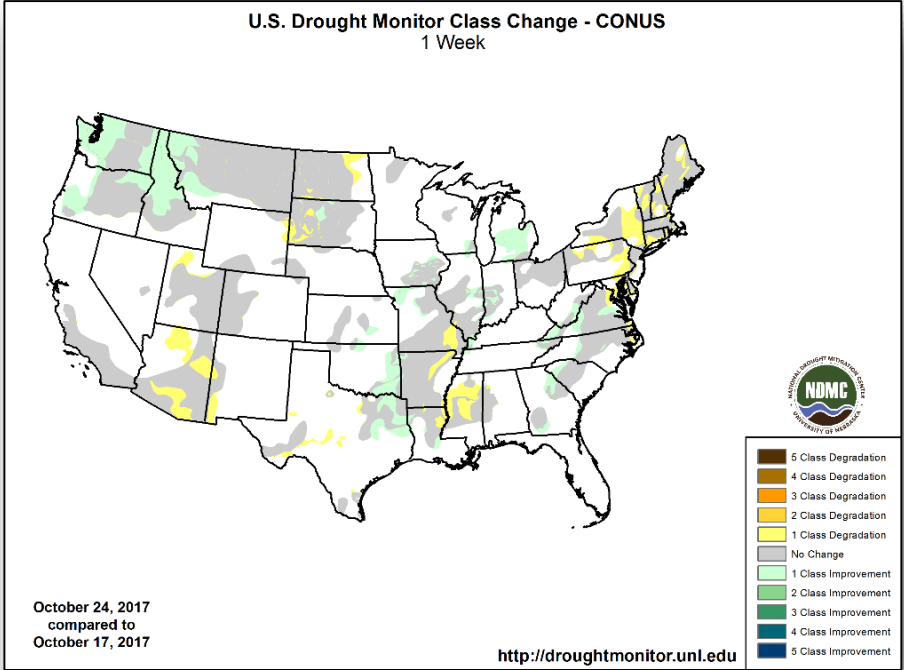 U.S. Drought Monitor Class Change - CONUS
1 Week
NATIONAL DROUGHT MITIGATION CENTER
NDMC
UNIVERSITY OF NEBRASKA
5 Class Degradation
4 Class Degradation
3 Class Degradation
2 Class Degradation
1 Class Degradation
No Change
1 Class Improvement
2 Class Improvement
3 Class Improvement
4 Class Improvement
5 Class Improvement
October 24, 2017
compared to
October 17, 2017
http://droughtmonitor.unl.edu